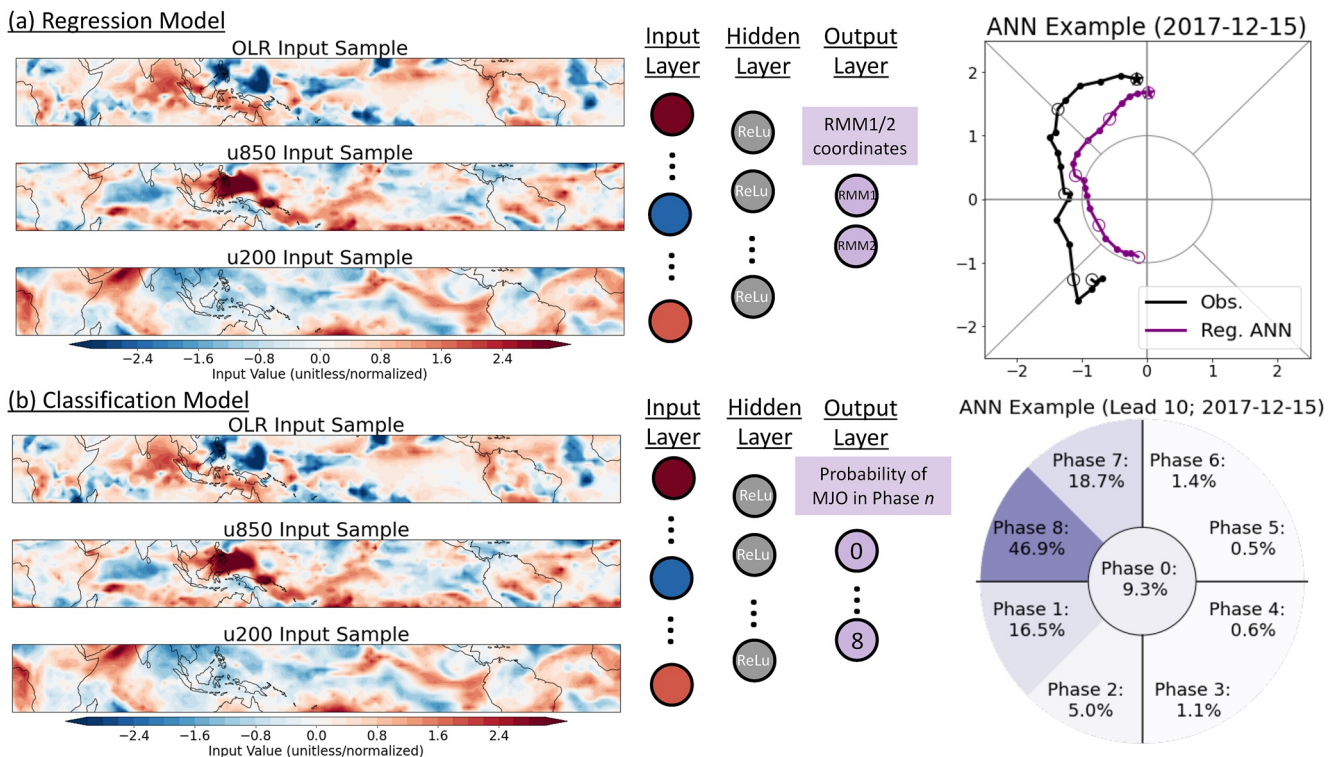 (a) Regression Model
OLR Input Sample
u850 Input Sample
u200 Input Sample
−2.4 −1.6 −0.8 0.0 0.8 1.6 2.4
Input Value (unitless/normalized)
Input
Layer
Hidden
Layer
Output
Layer
ReLu
ReLu
ReLu
RMM1/2
coordinates
RMM1
RMM2
ANN Example (2017-12-15)
2
1
0
−1
−2
−2 −1 0 1 2
Obs.
Reg. ANN
(b) Classification Model
OLR Input Sample
u850 Input Sample
u200 Input Sample
−2.4 −1.6 −0.8 0.0 0.8 1.6 2.4
Input Value (unitless/normalized)
Input
Layer
Hidden
Layer
Output
Layer
ReLu
ReLu
ReLu
Probability of
MJO in Phase n
0
8
ANN Example (Lead 10; 2017-12-15)
Phase 7:
18.7%
Phase 6:
1.4%
Phase 8:
46.9%
Phase 5:
0.5%
Phase 0:
9.3%
Phase 1:
16.5%
Phase 4:
0.6%
Phase 2:
5.0%
Phase 3:
1.1%